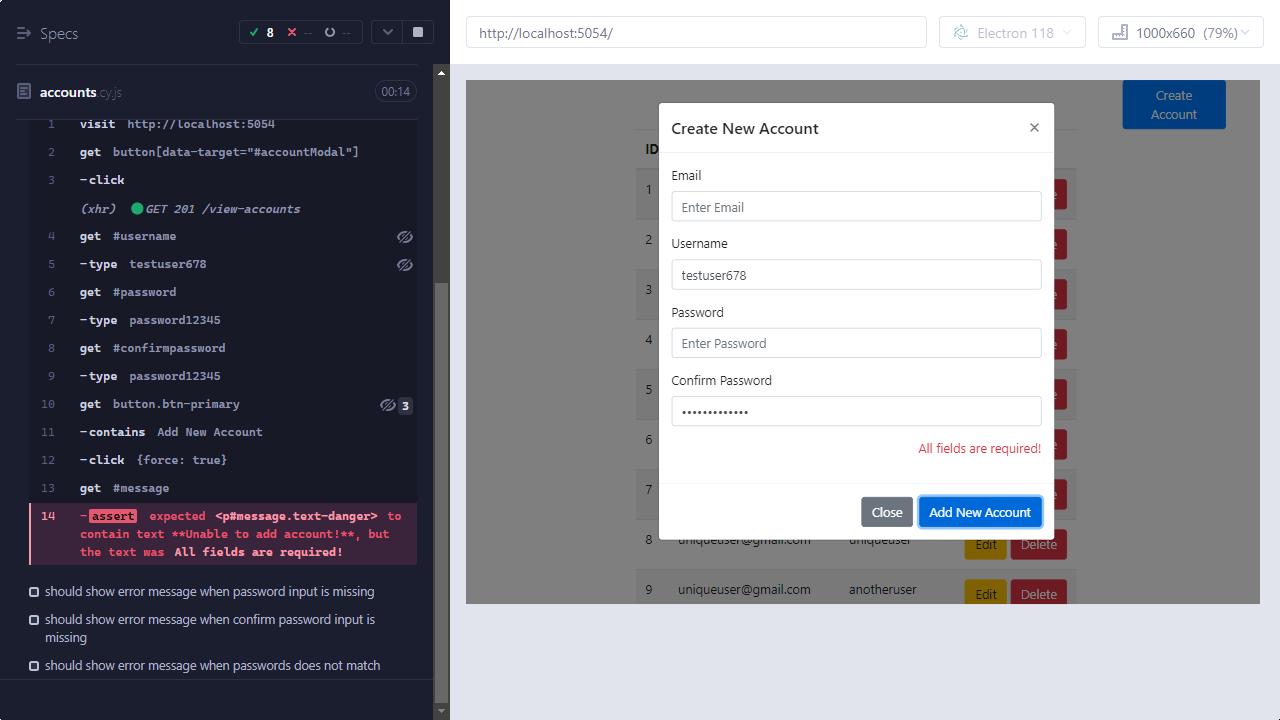 Specs
8
--
--
http://localhost:5054/
Electron 118
1000x660 (79%)
accounts.cy.js
00:14
1 visit http://localhost:5054
2 get button[data-target="#accountModal"]
3 -click
(xhr) GET 201 /view-accounts
4 get #username
5 -type testuser678
6 get #password
7 -type password12345
8 get #confirmpassword
9 -type password12345
10 get button.btn-primary 3
11 -contains Add New Account
12 -click {force: true}
13 get #message
14 -assert expected <p#message.text-danger> to
contain text **Unable to add account!**, but
the text was All fields are required!
should show error message when password input is missing
should show error message when confirm password input is
missing
should show error message when passwords does not match
Create
Account
Create New Account
×
Email
Enter Email
Username
testuser678
Password
Enter Password
Confirm Password
•••••••••••••
All fields are required!
Close
Add New Account
ID
1
2
3
4
5
6
7
8 uniqueuser@gmail.com uniqueuser Edit Delete
9 uniqueuser@gmail.com anotheruser Edit Delete